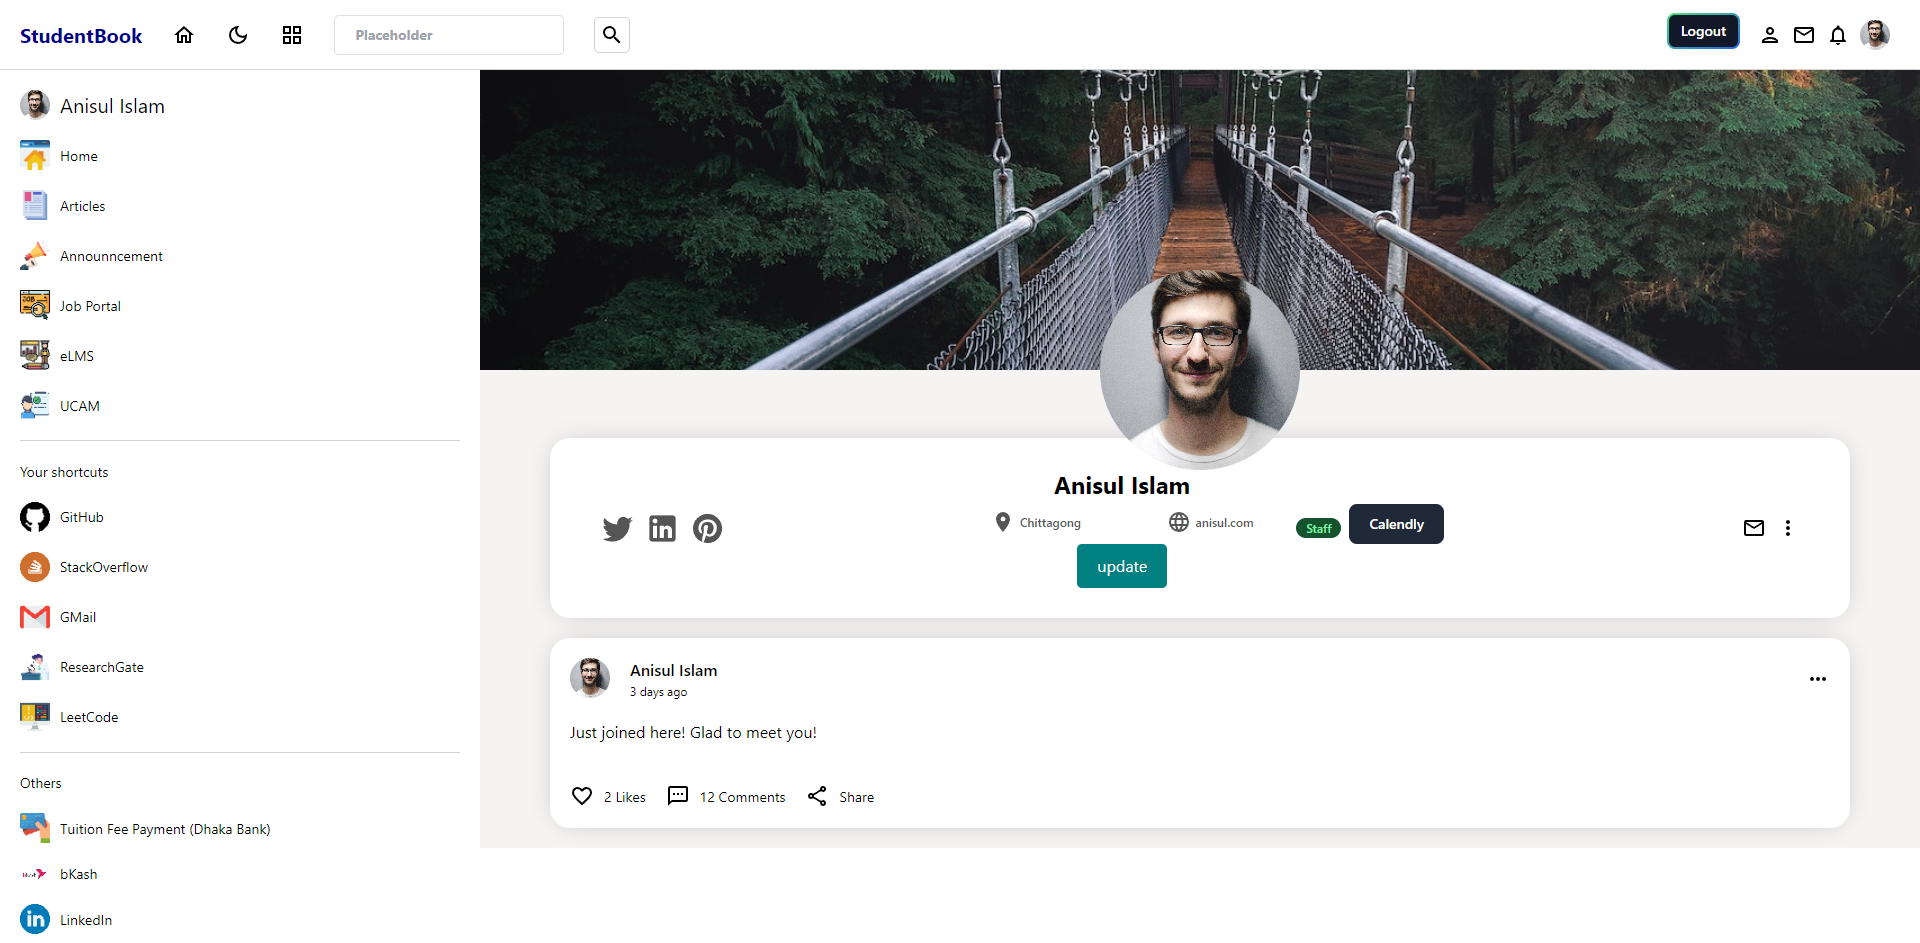 StudentBook
Placeholder
Logout
Anisul Islam
Home
Articles
Announncement
Job Portal
eLMS
UCAM
Your shortcuts
GitHub
StackOverflow
GMail
ResearchGate
LeetCode
Others
Tuition Fee Payment (Dhaka Bank)
bKash
LinkedIn
Anisul Islam
Chittagong
anisul.com
Staff
Calendly
update
Anisul Islam
3 days ago
Just joined here! Glad to meet you!
2 Likes
12 Comments
Share